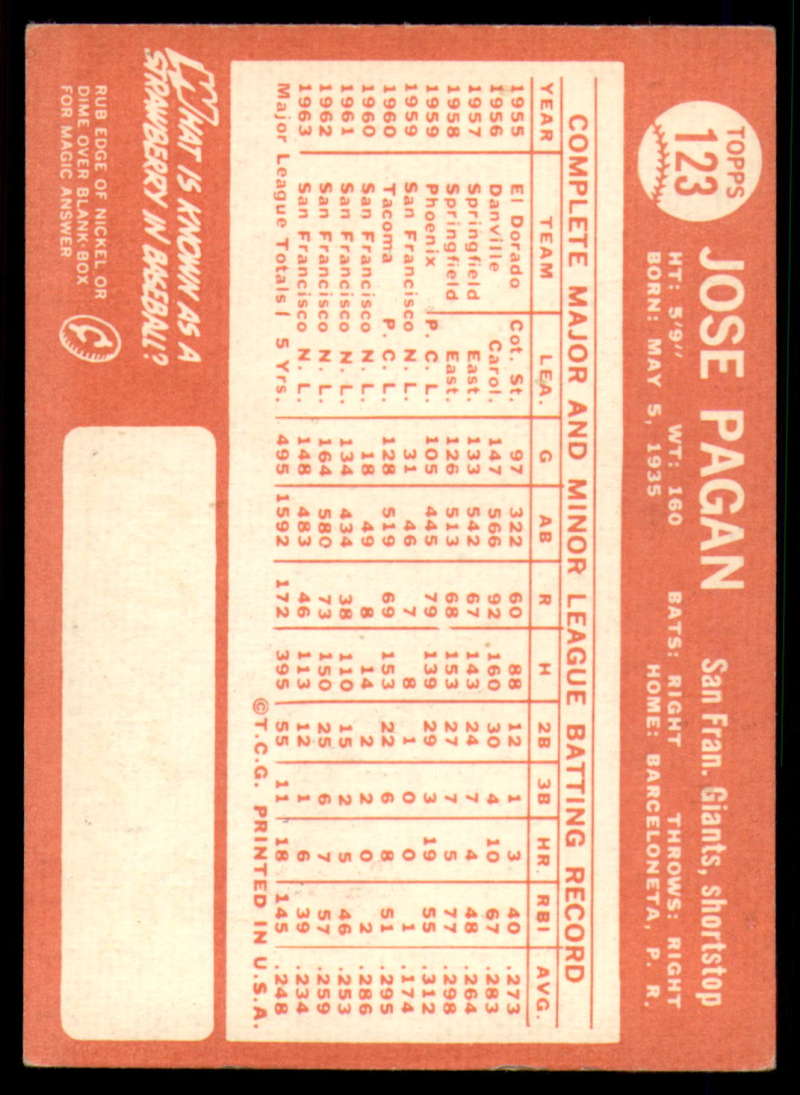 TOPPS
123
JOSE PAGAN San Fran. Giants, shortstop
HT: 5'9" WT: 160 BATS: RIGHT THROWS: RIGHT
BORN: MAY 5, 1935 HOME: BARCELONETA, P. R.
COMPLETE MAJOR AND MINOR LEAGUE BATTING RECORD
YEAR TEAM LEA. G AB R H 2B 3B HR. RBI AVG.
1955 El Dorado Cot. St. 97 322 60 88 12 1 3 40 .273
1956 Danville Carol. 147 566 92 160 30 4 10 67 .283
1957 Springfield East. 133 542 67 143 24 7 4 48 .264
1958 Springfield East. 126 513 68 153 27 7 5 77 .298
1959 Phoenix P. C. L. 105 445 79 139 29 3 19 55 .312
1959 San Francisco N. L. 31 46 7 8 1 0 0 1 .174
1960 Tacoma P. C. L. 128 519 69 153 22 6 8 51 .295
1960 San Francisco N. L. 18 49 8 14 2 2 0 2 .286
1961 San Francisco N. L. 134 434 38 110 15 2 5 46 .253
1962 San Francisco N. L. 164 580 73 150 25 6 7 57 .259
1963 San Francisco N. L. 148 483 46 113 12 1 6 39 .234
Major League Totals 5 Yrs. 495 1592 172 395 55 11 18 145 .248
©T.C.G. PRINTED IN U.S.A.
WHAT IS KNOWN AS A
STRAWBERRY IN BASEBALL?
RUB EDGE OF NICKEL OR
DIME OVER BLANK BOX
FOR MAGIC ANSWER